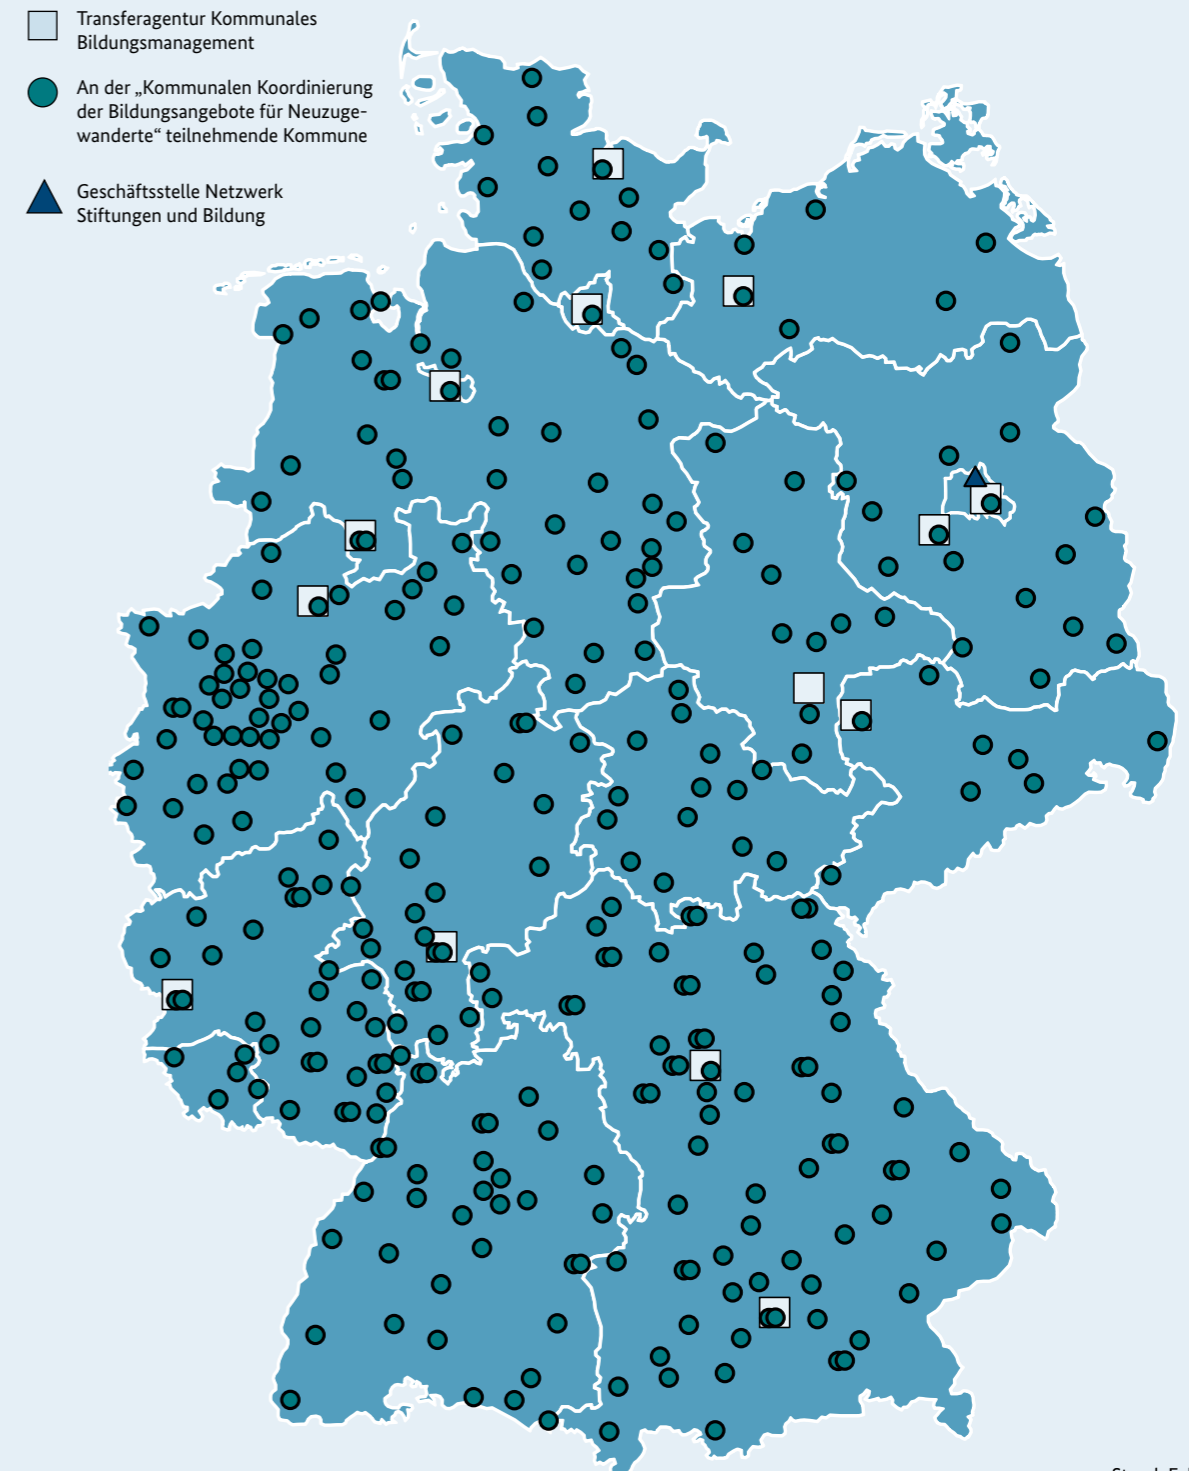 Transferagentur Kommunales
Bildungsmanagement
An der „Kommunalen Koordinierung
der Bildungsangebote für Neuzuge-
wanderte“ teilnehmende Kommune
Geschäftsstelle Netzwerk
Stiftungen und Bildung